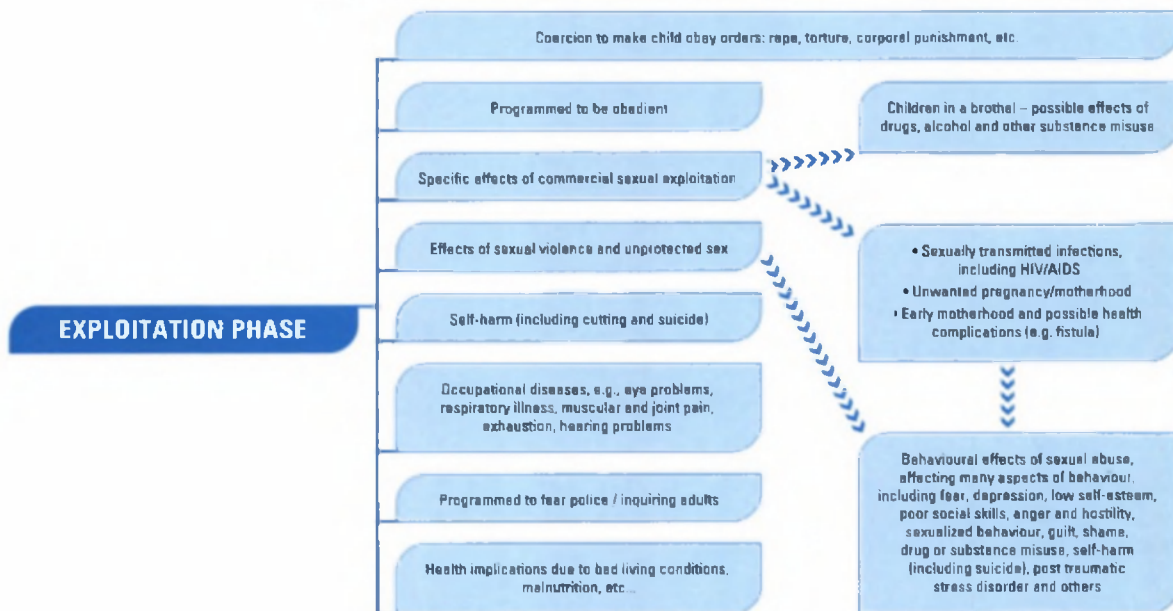 Coercion to make child obey orders: rape, torture, corporal punishment, etc.
Programmed to be obedient
Children in a brothel – possible effects of
drugs, alcohol and other substance misuse
Specific effects of commercial sexual exploitation
Effects of sexual violence and unprotected sex
• Sexually transmitted infections,
including HIV/AIDS
• Unwanted pregnancy/motherhood
• Early motherhood and possible health
complications (e.g. fistula)
EXPLOITATION PHASE
Self-harm (including cutting and suicide)
Occupational diseases, e.g., eye problems,
respiratory illness, muscular and joint pain,
exhaustion, hearing problems
Behavioural effects of sexual abuse,
affecting many aspects of behaviour,
including fear, depression, low self-esteem,
poor social skills, anger and hostility,
sexualized behaviour, guilt, shame,
drug or substance misuse, self-harm
(including suicide), post traumatic
stress disorder and others
Programmed to fear police / inquiring adults
Health implications due to bad living conditions,
malnutrition, etc...